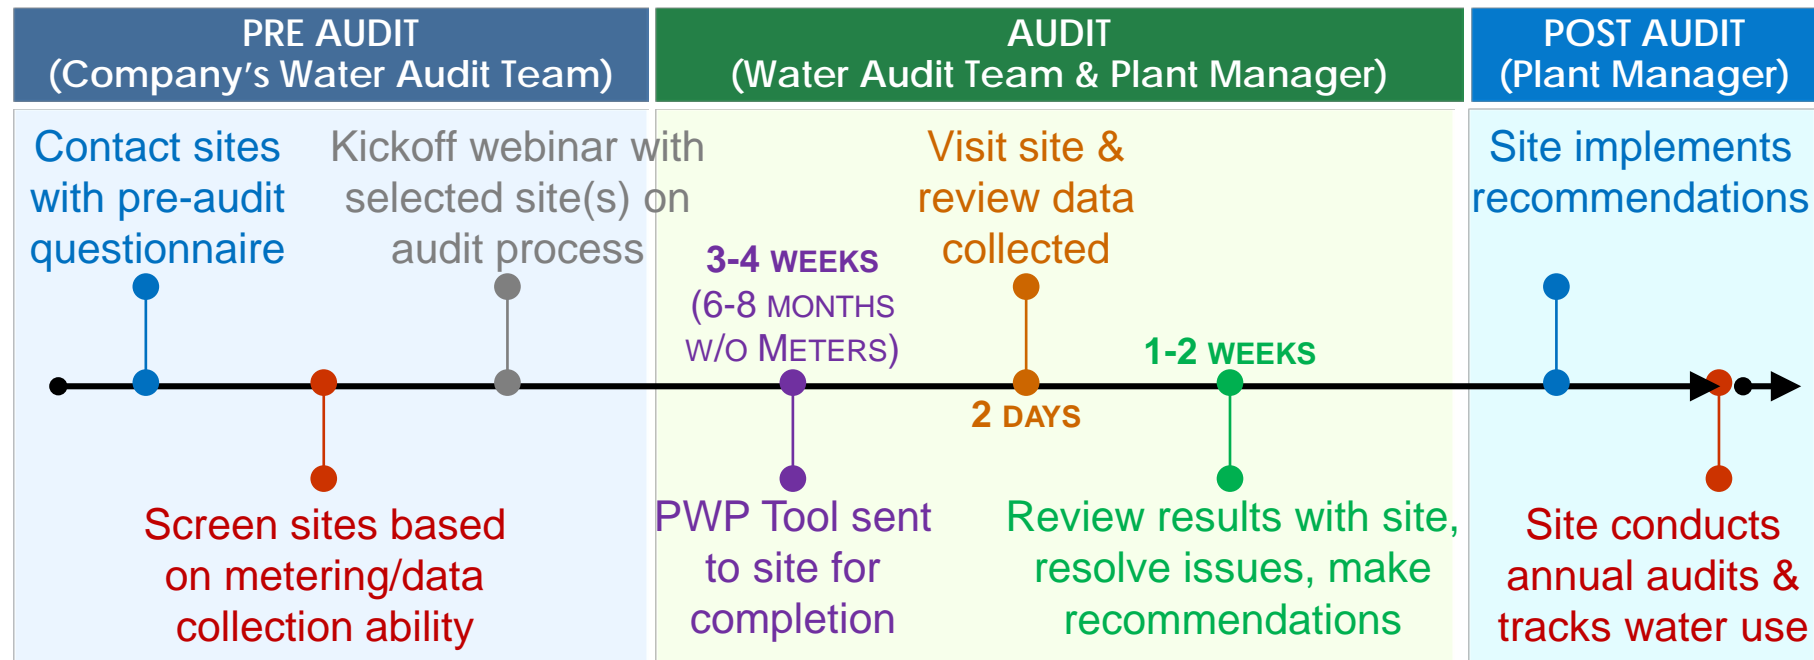 PRE AUDIT
(Company's Water Audit Team)
AUDIT
(Water Audit Team & Plant Manager)
POST AUDIT
(Plant Manager)
Contact sites
with pre-audit
questionnaire
Kickoff webinar with
selected site(s) on
audit process
Screen sites based
on metering/data
collection ability
3-4 WEEKS
(6-8 MONTHS
W/O METERS)
PWP Tool sent
to site for
completion
Visit site &
review data
collected
2 DAYS
1-2 WEEKS
Review results with site,
resolve issues, make
recommendations
Site implements
recommendations
Site conducts
annual audits &
tracks water use